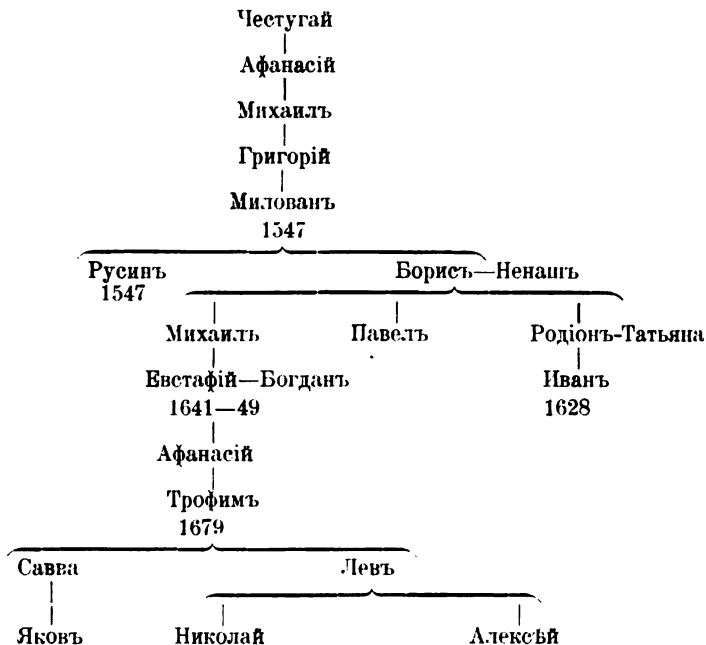 Честугай
Афанасій
Михаилъ
Григорій
Милованъ
1547
Русинъ Борисъ—Ненашъ
1547
Михаилъ Павелъ Родіонъ-Татьяна
Евстафій—Богданъ Иванъ
1641—49 1628
Афанасій
Трофимъ
1679
Савва Левъ
Яковъ Николай Алексѣй